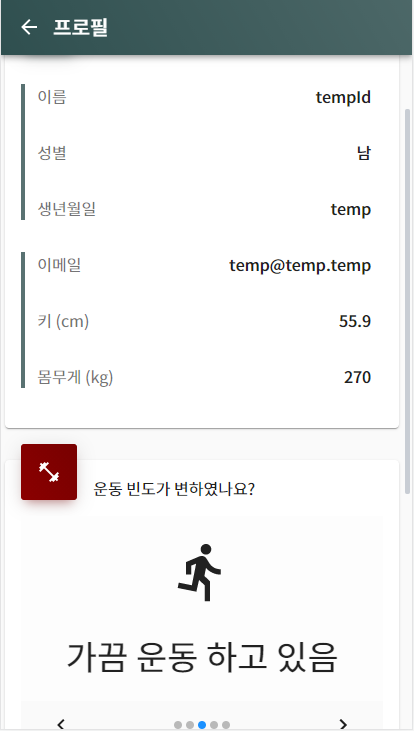 프로필
이름 tempId
성별 남
생년월일 temp
이메일 temp@temp.temp
키 (cm) 55.9
몸무게 (kg) 270
운동 빈도가 변하였나요?
가끔 운동 하고 있음